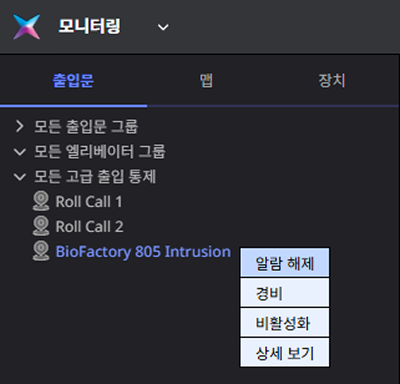 모니터링
출입문 맵 장치
모든 출입문 그룹
모든 엘리베이터 그룹
모든 고급 출입 통제
Roll Call 1
Roll Call 2
BioFactory 805 Intrusion
알람 해제
경비
비활성화
상세 보기